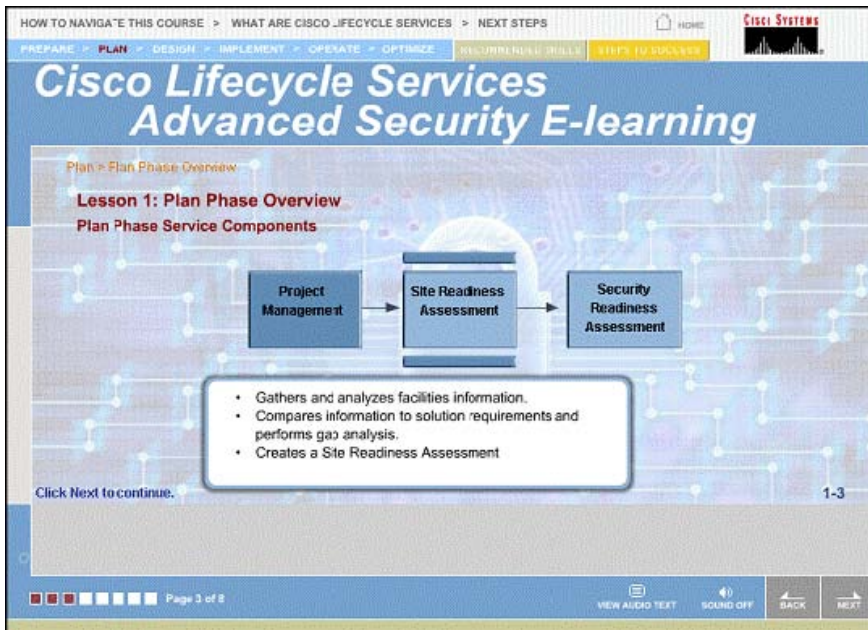 HOW TO NAVIGATE THIS COURSE > WHAT ARE CISCO LIFECYCLE SERVICES > NEXT STEPS
HOME
CISCO SYSTEMS
PREPARE > PLAN > DESIGN > IMPLEMENT > OPERATE > OPTIMIZE
RECOMMENDED SKILLS
STEPS TO SUCCESS
Cisco Lifecycle Services
Advanced Security E-learning
Plan > Plan Phase Overview
Lesson 1: Plan Phase Overview
Plan Phase Service Components
Project Management
Site Readiness Assessment
Security Readiness Assessment
• Gathers and analyzes facilities information.
• Compares information to solution requirements and
performs gap analysis.
• Creates a Site Readiness Assessment
Click Next to continue.
1-3
Page 3 of 8
VIEW AUDIO TEXT
SOUND OFF
BACK
NEXT